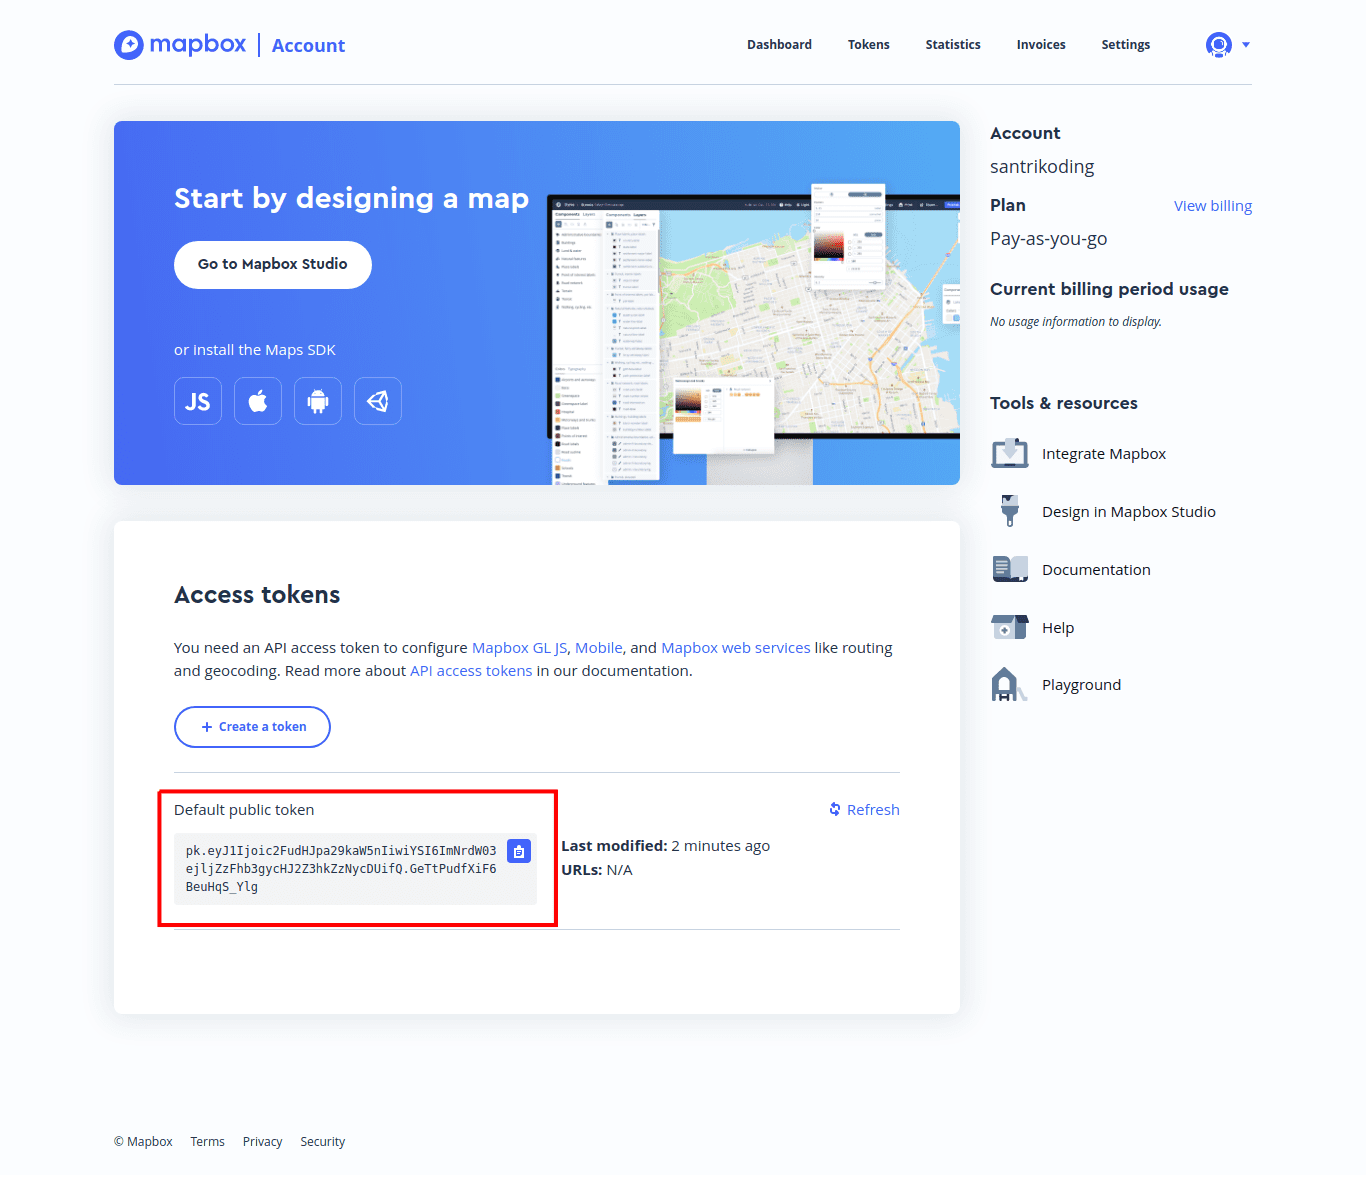 mapbox | Account
Dashboard Tokens Statistics Invoices Settings
Start by designing a map
Go to Mapbox Studio
or install the Maps SDK
JS
Account
santrikoding
Plan View billing
Pay-as-you-go
Current billing period usage
No usage information to display.
Tools & resources
Integrate Mapbox
Design in Mapbox Studio
Documentation
Help
Playground
Access tokens
You need an API access token to configure Mapbox GL JS, Mobile, and Mapbox web services like routing
and geocoding. Read more about API access tokens in our documentation.
+ Create a token
Default public token
Refresh
pk.eyJ1Ijoic2FudHJpa29kaW5nIiwiYSI6ImNrdW03
ejljZzFhb3gycHJ2Z3hkZzNycDUifQ.GeTtPudfXiF6
BeuHqS_Ylg
Last modified: 2 minutes ago
URLs: N/A
© Mapbox Terms Privacy Security